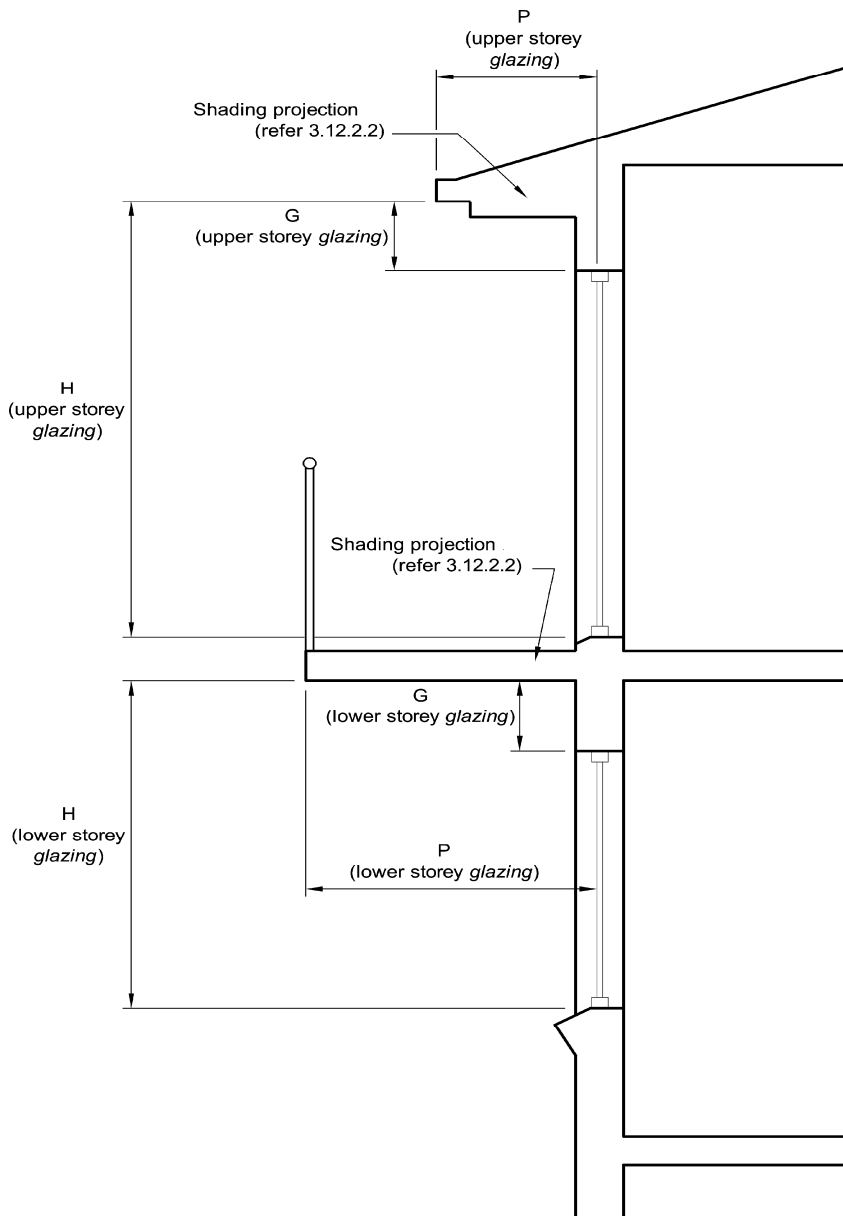 P
(upper storey
glazing)
Shading projection
(refer 3.12.2.2)
G
(upper storey glazing)
H
(upper storey
glazing)
Shading projection
(refer 3.12.2.2)
G
(lower storey glazing)
H
(lower storey
glazing)
P
(lower storey glazing)